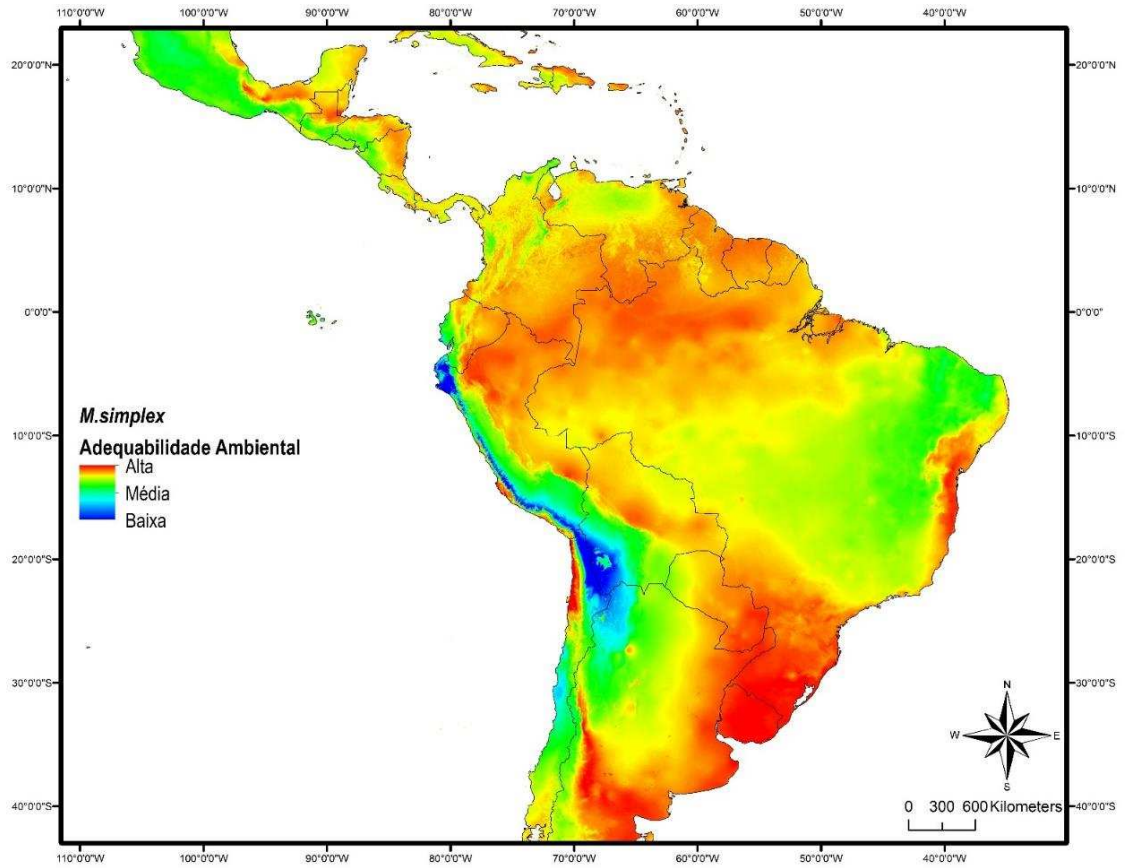 110°0'0"W 100°0'0"W 90°0'0"W 80°0'0"W 70°0'0"W 60°0'0"W 50°0'0"W 40°0'0"W
20°0'0"N 20°0'0"N
10°0'0"N 10°0'0"N
0°0'0" 0°0'0"
M.simplex
Adequabilidade Ambiental
Alta
Média
Baixa
10°0'0"S 10°0'0"S
20°0'0"S 20°0'0"S
30°0'0"S 30°0'0"S
N
W E
S
0 300 600 Kilometers
40°0'0"S 40°0'0"S
110°0'0"W 100°0'0"W 90°0'0"W 80°0'0"W 70°0'0"W 60°0'0"W 50°0'0"W 40°0'0"W